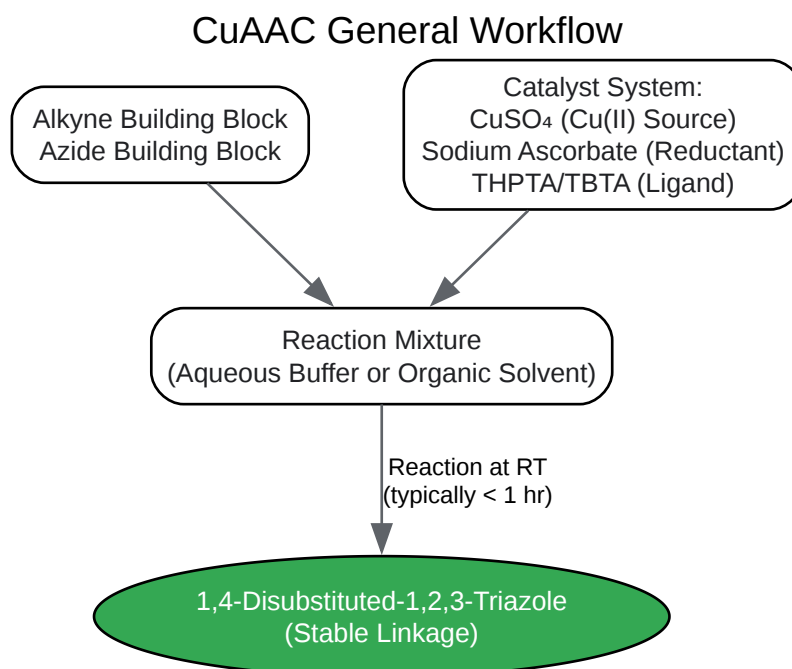 CuAAC General Workflow
Alkyne Building Block
Azide Building Block
Catalyst System:
CuSO₄ (Cu(II) Source)
Sodium Ascorbate (Reductant)
THPTA/TBTA (Ligand)
Reaction Mixture
(Aqueous Buffer or Organic Solvent)
Reaction at RT
(typically < 1 hr)
1,4-Disubstituted-1,2,3-Triazole
(Stable Linkage)